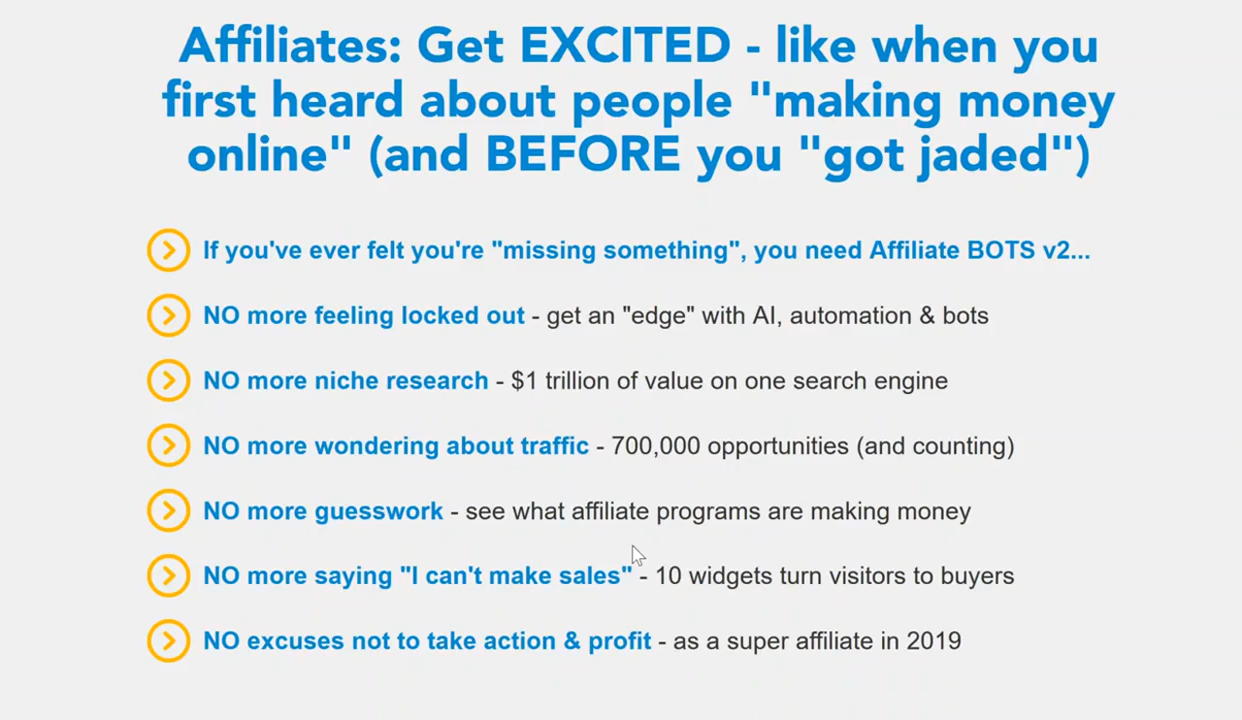 Affiliates: Get EXCITED - like when you
first heard about people "making money
online" (and BEFORE you "got jaded")
If you've ever felt you're "missing something", you need Affiliate BOTS v2...
NO more feeling locked out - get an "edge" with AI, automation & bots
NO more niche research - $1 trillion of value on one search engine
NO more wondering about traffic - 700,000 opportunities (and counting)
NO more guesswork - see what affiliate programs are making money
NO more saying "I can't make sales" - 10 widgets turn visitors to buyers
NO excuses not to take action & profit - as a super affiliate in 2019